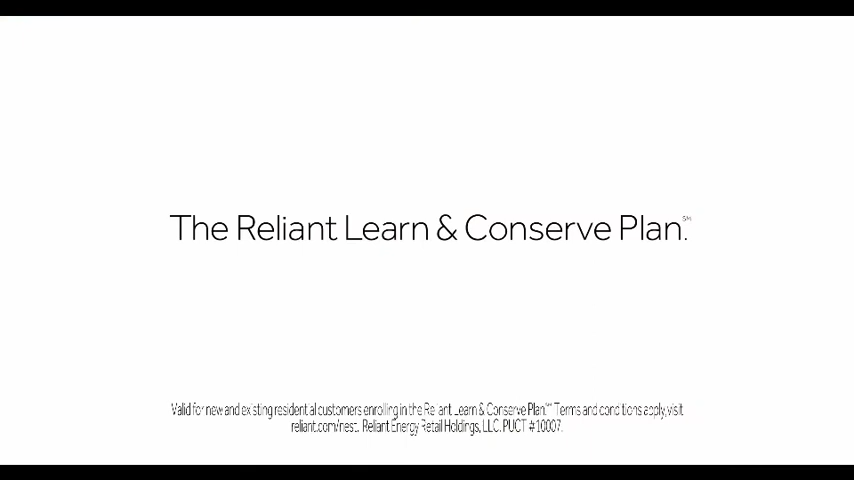 The Reliant Learn & Conserve Plan.℠
Valid for new and existing residential customers enrolling in the Reliant Learn & Conserve Plan.℠ Terms and conditions apply, visit
reliant.com/nest. Reliant Energy Retail Holdings, LLC. PUCT #10007.